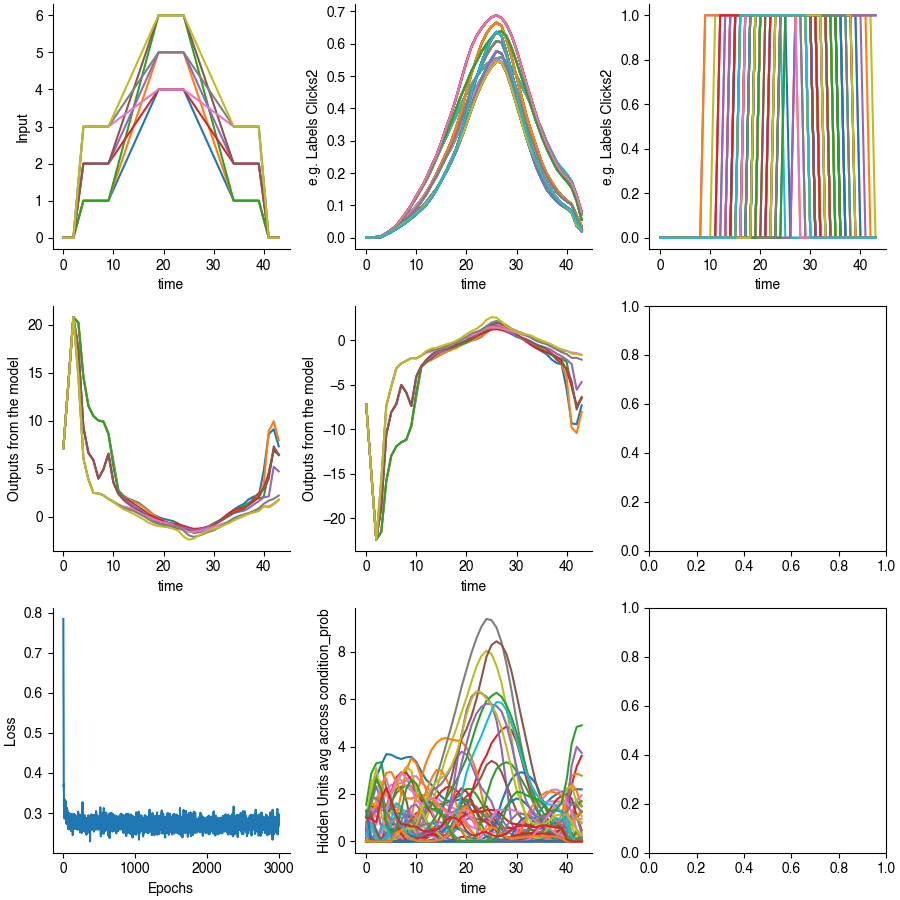 6
5
4
3
2
1
0
0 10 20 30 40
Input
time
0.7
0.6
0.5
0.4
0.3
0.2
0.1
0.0
0 10 20 30 40
e.g. Labels Clicks2
time
1.0
0.8
0.6
0.4
0.2
0.0
0 10 20 30 40
e.g. Labels Clicks2
time
20
15
10
5
0
0 10 20 30 40
Outputs from the model
time
0
−5
−10
−15
−20
0 10 20 30 40
Outputs from the model
time
1.0
0.8
0.6
0.4
0.2
0.0
0.0 0.2 0.4 0.6 0.8 1.0
0.8
0.7
0.6
0.5
0.4
0.3
0 1000 2000 3000
Loss
Epochs
8
6
4
2
0
0 10 20 30 40
Hidden Units avg across condition_prob
time
1.0
0.8
0.6
0.4
0.2
0.0
0.0 0.2 0.4 0.6 0.8 1.0